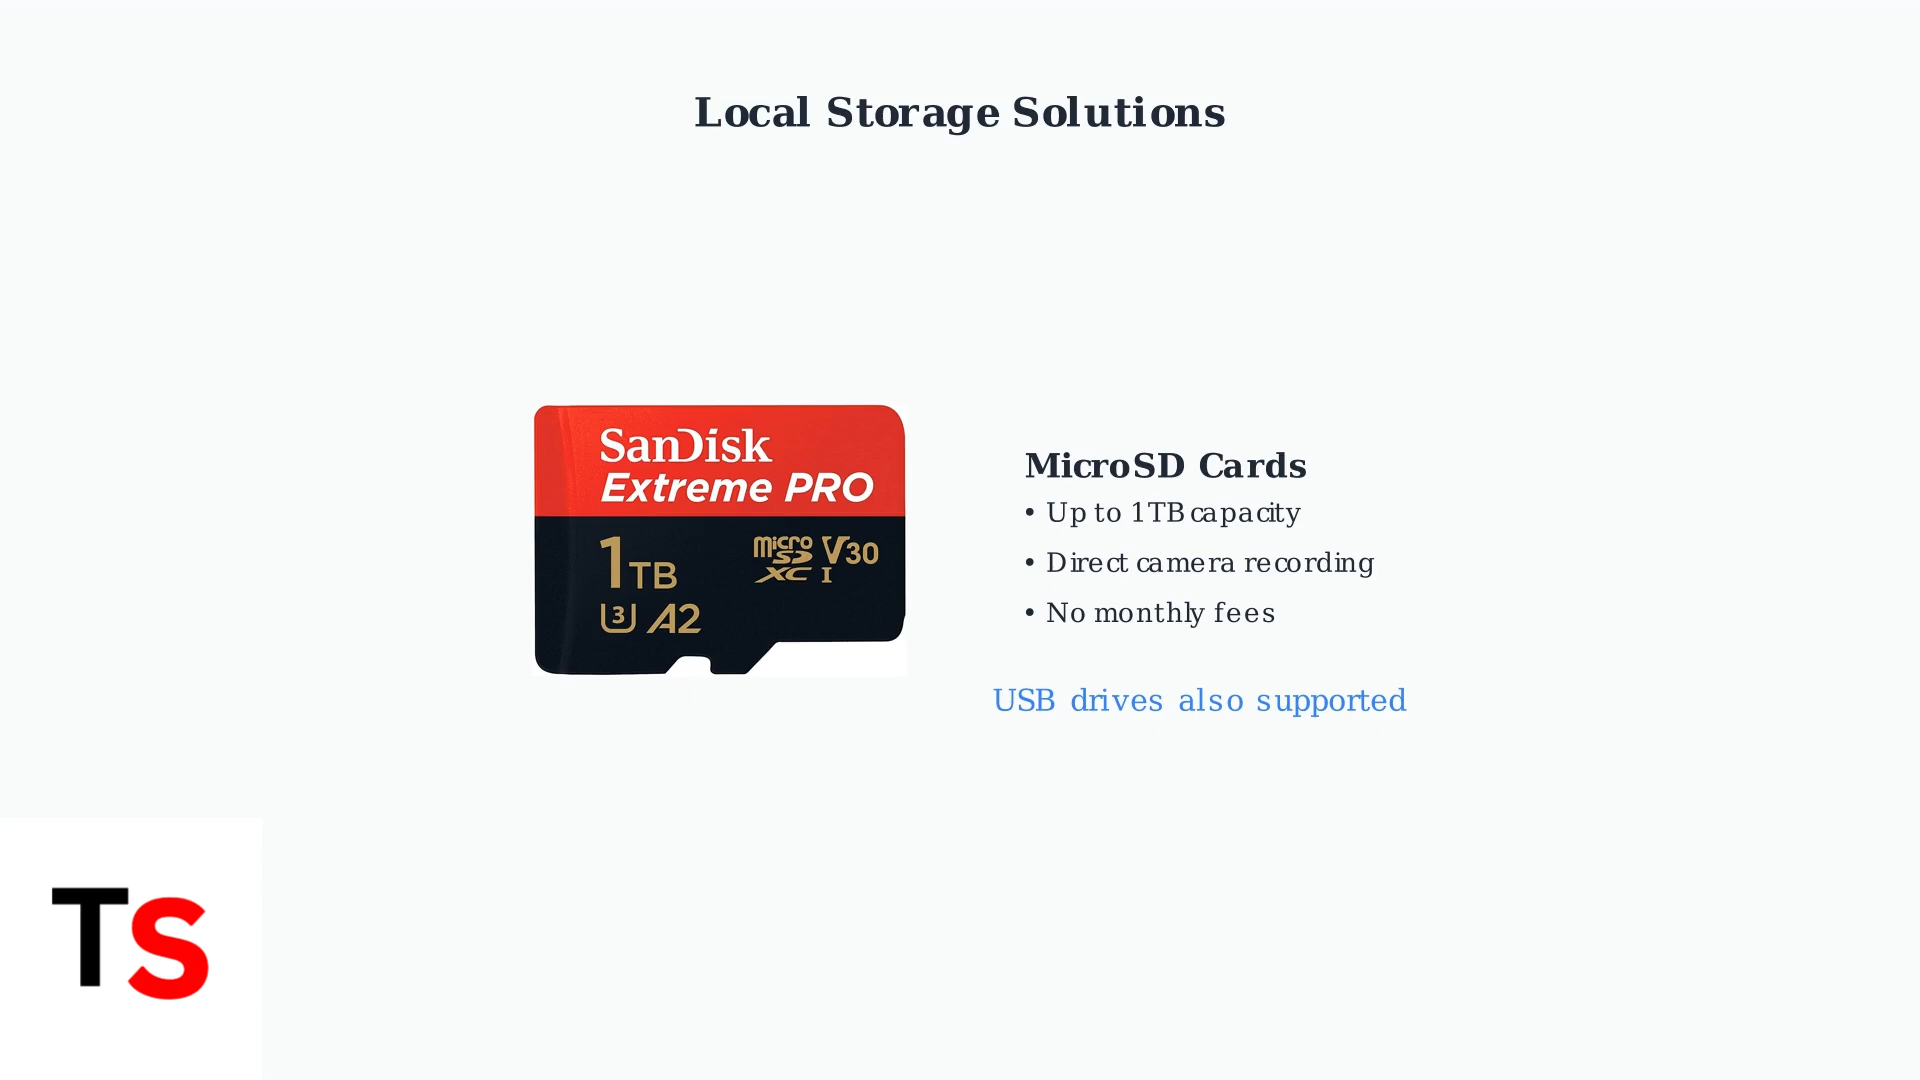 Local Storage Solutions
SanDisk
Extreme PRO
1TB
micro SD XC I V30
U3 A2
MicroSD Cards
• Up to 1TB capacity
• Direct camera recording
• No monthly fees
USB drives also supported
TS